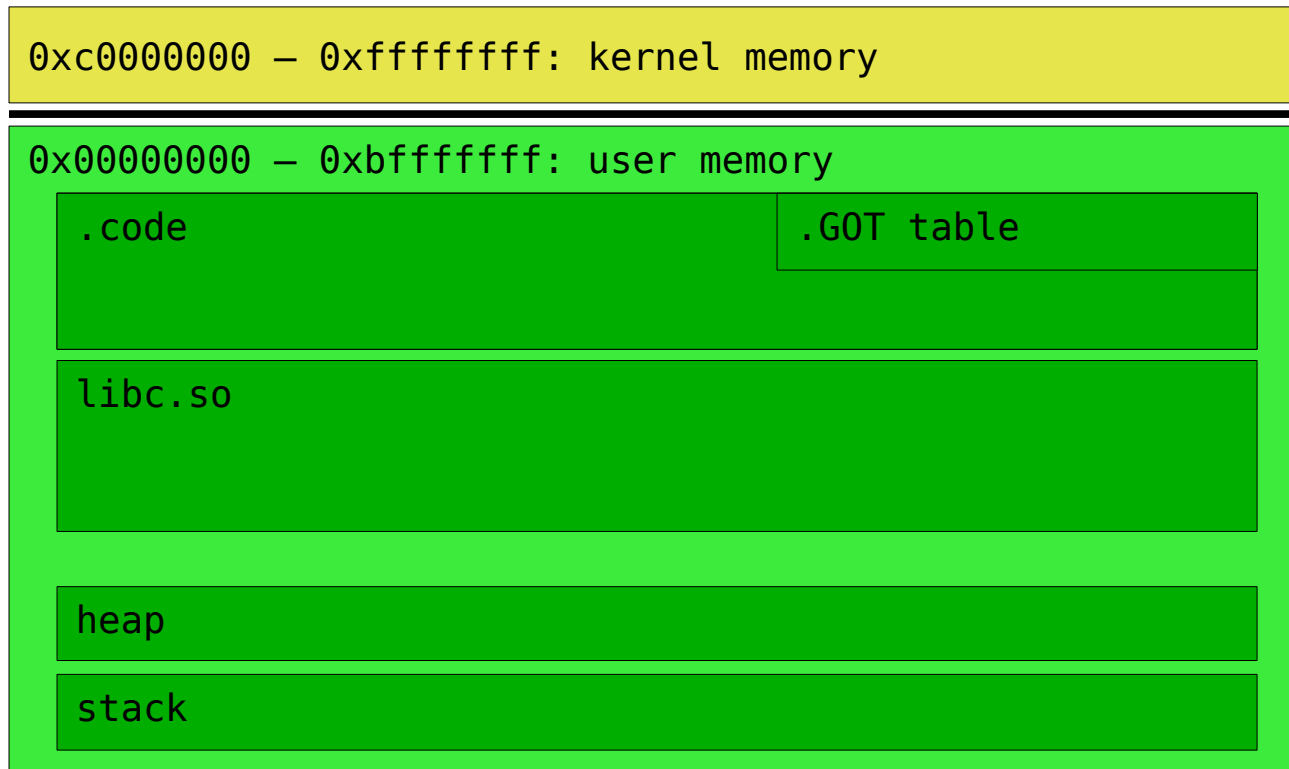 0xc0000000 – 0xffffffff: kernel memory
0x00000000 – 0xbfffffff: user memory
.code
.GOT table
libc.so
heap
stack